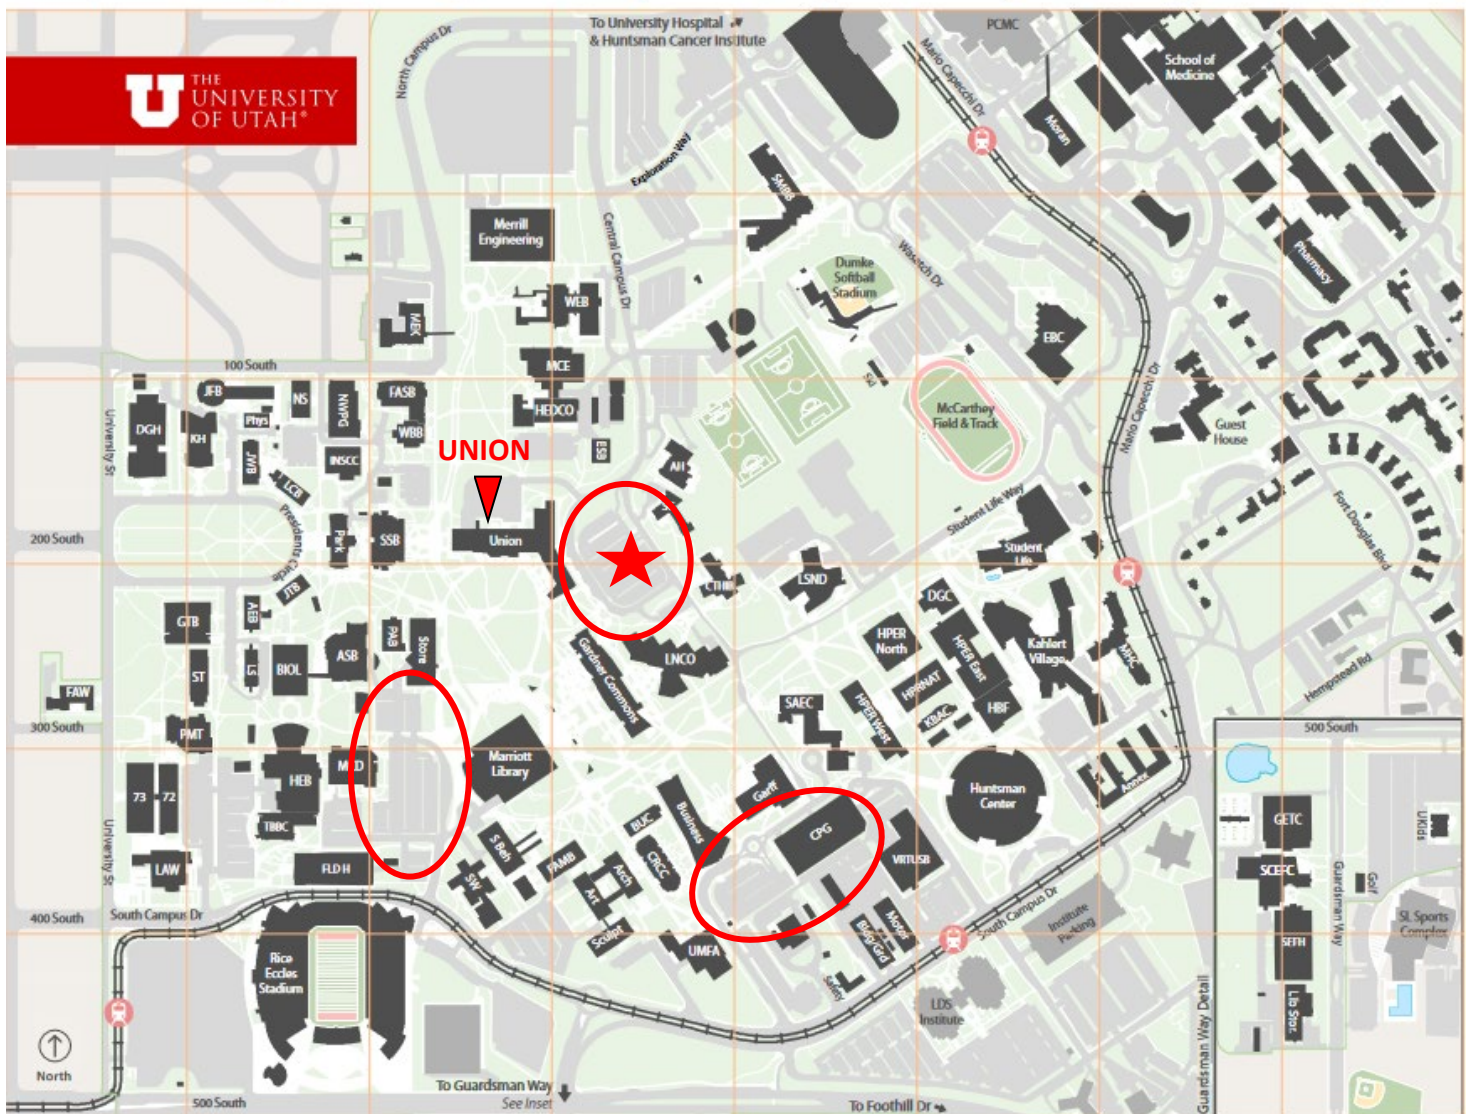 To University Hospital
& Huntsman Cancer Institute
PCMC
THE
UNIVERSITY
OF UTAH®
U
North Campus Dr
Mario Capecchi Dr
School of
Medicine
Moran
Exploration Way
SMBB
Merrill
Engineering
Central Campus Dr
Wasatch Dr
Dumke
Softball
Stadium
Pharmacy
WEB
MEK
EBC
100 South
MCE
Ski
Mario Capecchi Dr
JFB
NS
NWPG
FASB
HEDCO
McCarthey
Field & Track
University St
DGH
KH
Phys
WBB
Guest
House
UNION
ESB
JWB
INSCC
AH
LCB
Student Life Way
Fort Douglas Blvd
Presidents Circle
200 South
Park
SSB
Union
Student
Life
CTIHB
LSND
JTB
DGC
GTB
AEB
PAB
Store
HPER
North
HPER East
Kahlert
Village
MHC
ST
LS
BIOL
ASB
Gardner Commons
LNCO
HPRNAT
Hempstead Rd
FAW
SAEC
HPER West
KBAC
HBF
300 South
PMT
500 South
Marriott
Library
HEB
Huntsman
Center
Annex
73
72
Garff
Business
GETC
UKids
TBBC
BUC
CPG
University St
S Beh
VRTUSB
LAW
FLD H
FAMB
CRCC
SCEFC
Golf
SW
Arch
Art
South Campus Dr
Guardsman Way
400 South
South Campus Dr
Institute
Parking
SL Sports
Complex
Sculpt
Motor
Bldg/Grd
UMFA
SEFH
Rice
Eccles
Stadium
Safety
LDS
Institute
Lib Stor.
Guardsman Way Detail
North
To Guardsman Way
See Inset
500 South
To Foothill Dr